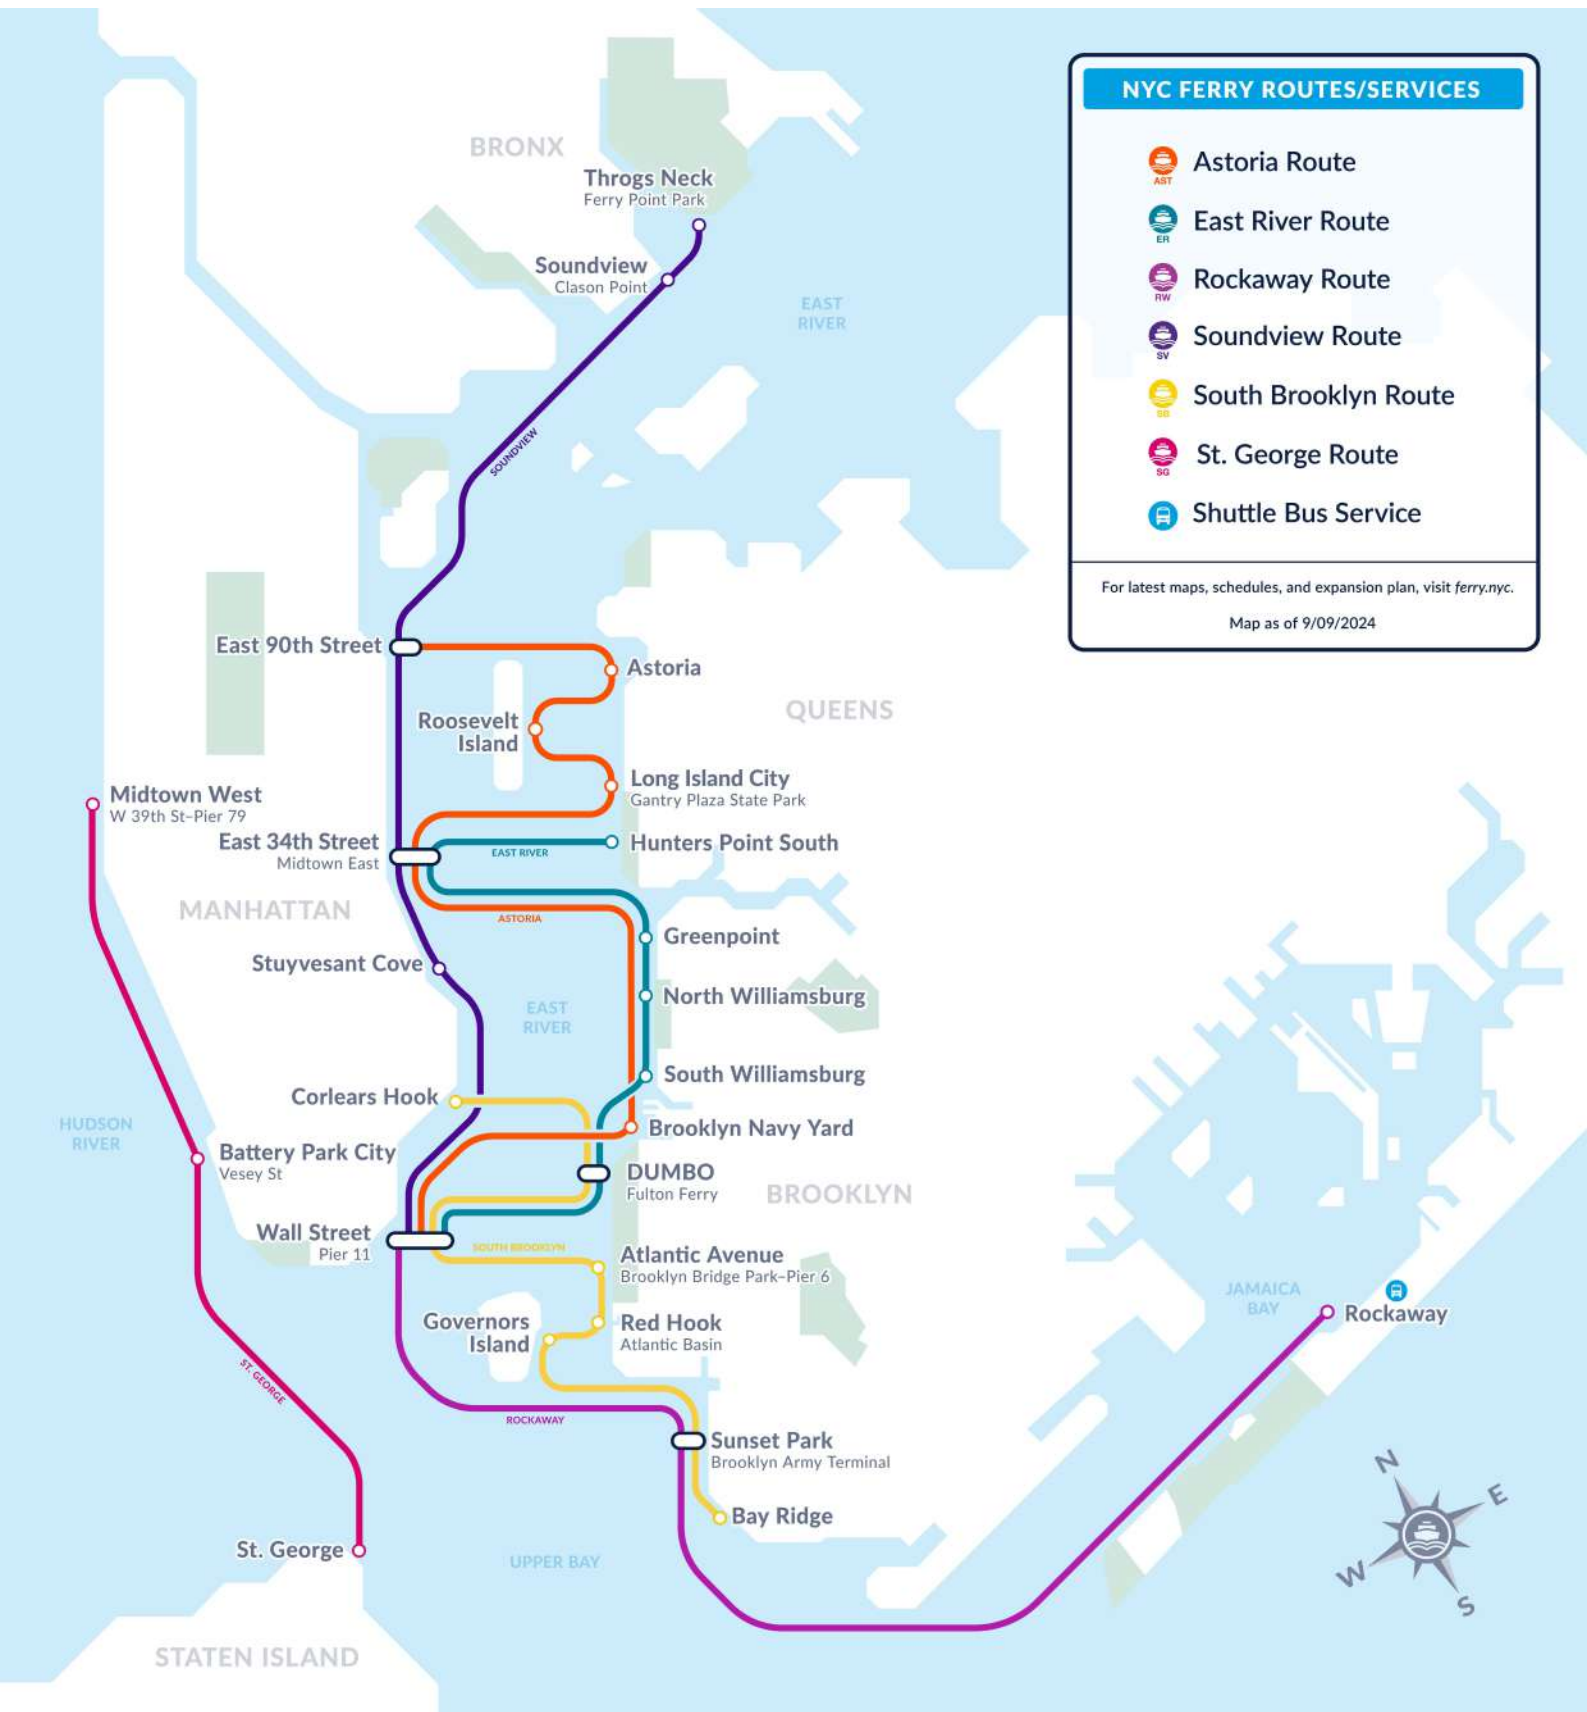 NYC FERRY ROUTES/SERVICES
AST
Astoria Route
ER
East River Route
RW
Rockaway Route
SV
Soundview Route
SB
South Brooklyn Route
SG
St. George Route
Shuttle Bus Service
For latest maps, schedules, and expansion plan, visit ferry.nyc.
Map as of 9/09/2024
BRONX
Throgs Neck
Ferry Point Park
Soundview
Clason Point
EAST
RIVER
SOUNDVIEW
East 90th Street
Astoria
QUEENS
Roosevelt
Island
Long Island City
Gantry Plaza State Park
Midtown West
W 39th St–Pier 79
East 34th Street
Midtown East
Hunters Point South
EAST RIVER
MANHATTAN
ASTORIA
Greenpoint
Stuyvesant Cove
North Williamsburg
EAST
RIVER
South Williamsburg
Corlears Hook
HUDSON
RIVER
Brooklyn Navy Yard
Battery Park City
Vesey St
DUMBO
Fulton Ferry
BROOKLYN
Wall Street
Pier 11
SOUTH BROOKLYN
Atlantic Avenue
Brooklyn Bridge Park–Pier 6
JAMAICA
BAY
Rockaway
Governors
Island
Red Hook
Atlantic Basin
ST. GEORGE
ROCKAWAY
Sunset Park
Brooklyn Army Terminal
Bay Ridge
St. George
UPPER BAY
STATEN ISLAND
N
E
W
S